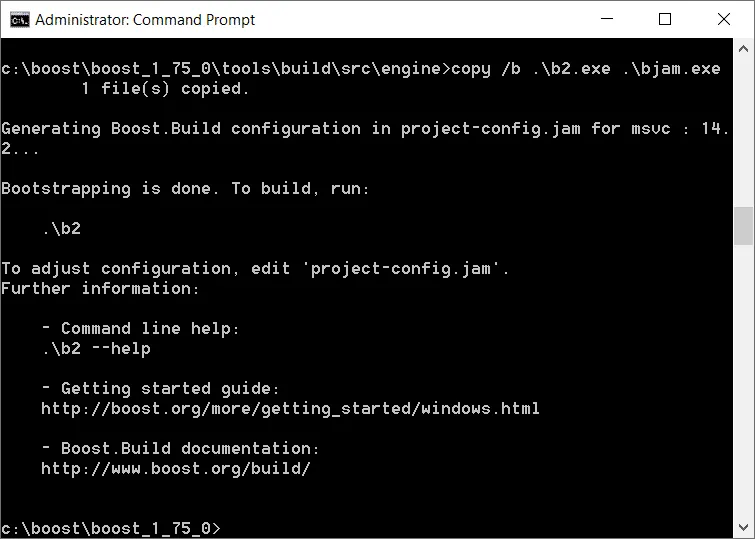 Administrator: Command Prompt
c:\boost\boost_1_75_0\tools\build\src\engine>copy /b .\b2.exe .\bjam.exe
        1 file(s) copied.
Generating Boost.Build configuration in project-config.jam for msvc : 14.
2...
Bootstrapping is done. To build, run:
    .\b2
To adjust configuration, edit 'project-config.jam'.
Further information:
    - Command line help:
    .\b2 --help
    - Getting started guide:
    http://boost.org/more/getting_started/windows.html
    - Boost.Build documentation:
    http://www.boost.org/build/
c:\boost\boost_1_75_0>